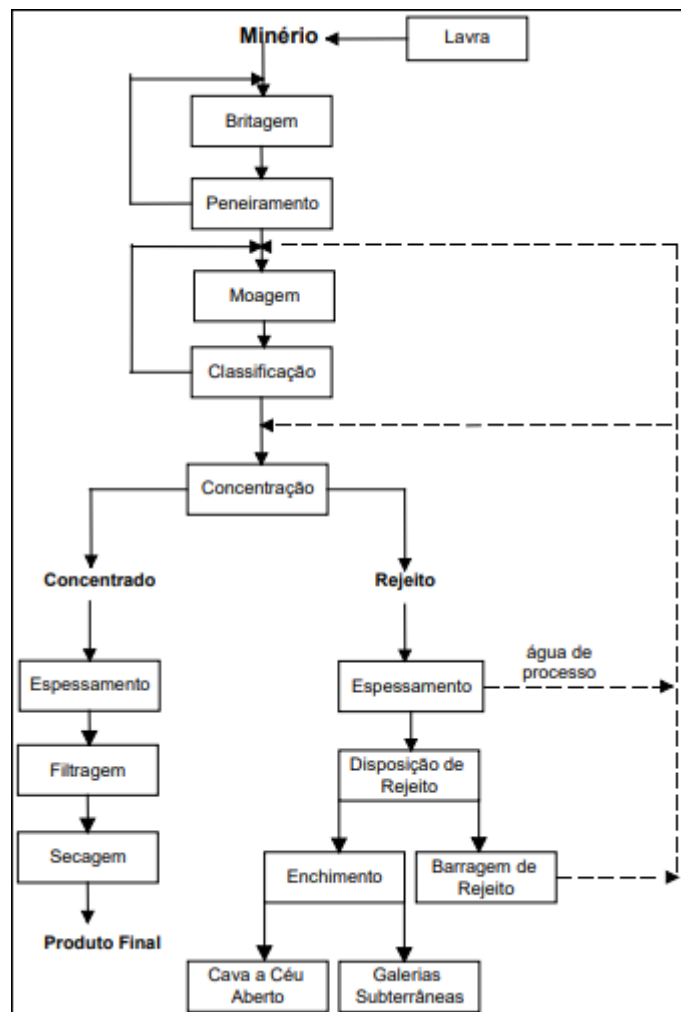 Minério
Lavra
Britagem
Peneiramento
Moagem
Classificação
Concentração
Concentrado
Rejeito
água de
processo
Espessamento
Espessamento
Filtragem
Disposição de
Rejeito
Secagem
Enchimento
Barragem de
Rejeito
Produto Final
Cava a Céu
Aberto
Galerias
Subterrâneas